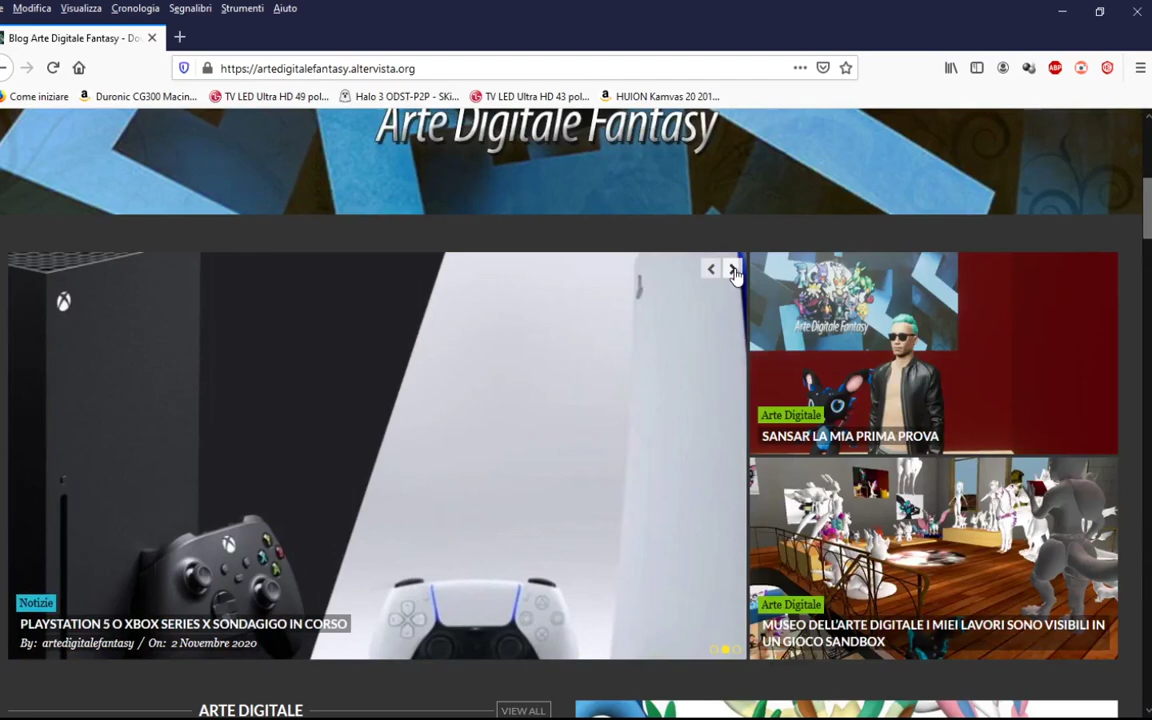 Modifica Visualizza Cronologia Segnalibri Strumenti Aiuto
Blog Arte Digitale Fantasy - Do
https://artedigitalefantasy.altervista.org
ABP
Come iniziare Duronic CG300 Macin... TV LED Ultra HD 49 pol... Halo 3 ODST-P2P - SKi... TV LED Ultra HD 43 pol... HUION Kamvas 20 201...
Arte Digitale Fantasy
Arte Digitale Fantasy
Arte Digitale
SANSAR LA MIA PRIMA PROVA
Notizie
PLAYSTATION 5 O XBOX SERIES X SONDAGIGO IN CORSO
By: artedigitalefantasy / On: 2 Novembre 2020
Arte Digitale
MUSEO DELL'ARTE DIGITALE I MIEI LAVORI SONO VISIBILI IN
UN GIOCO SANDBOX
ARTE DIGITALE
VIEW ALL